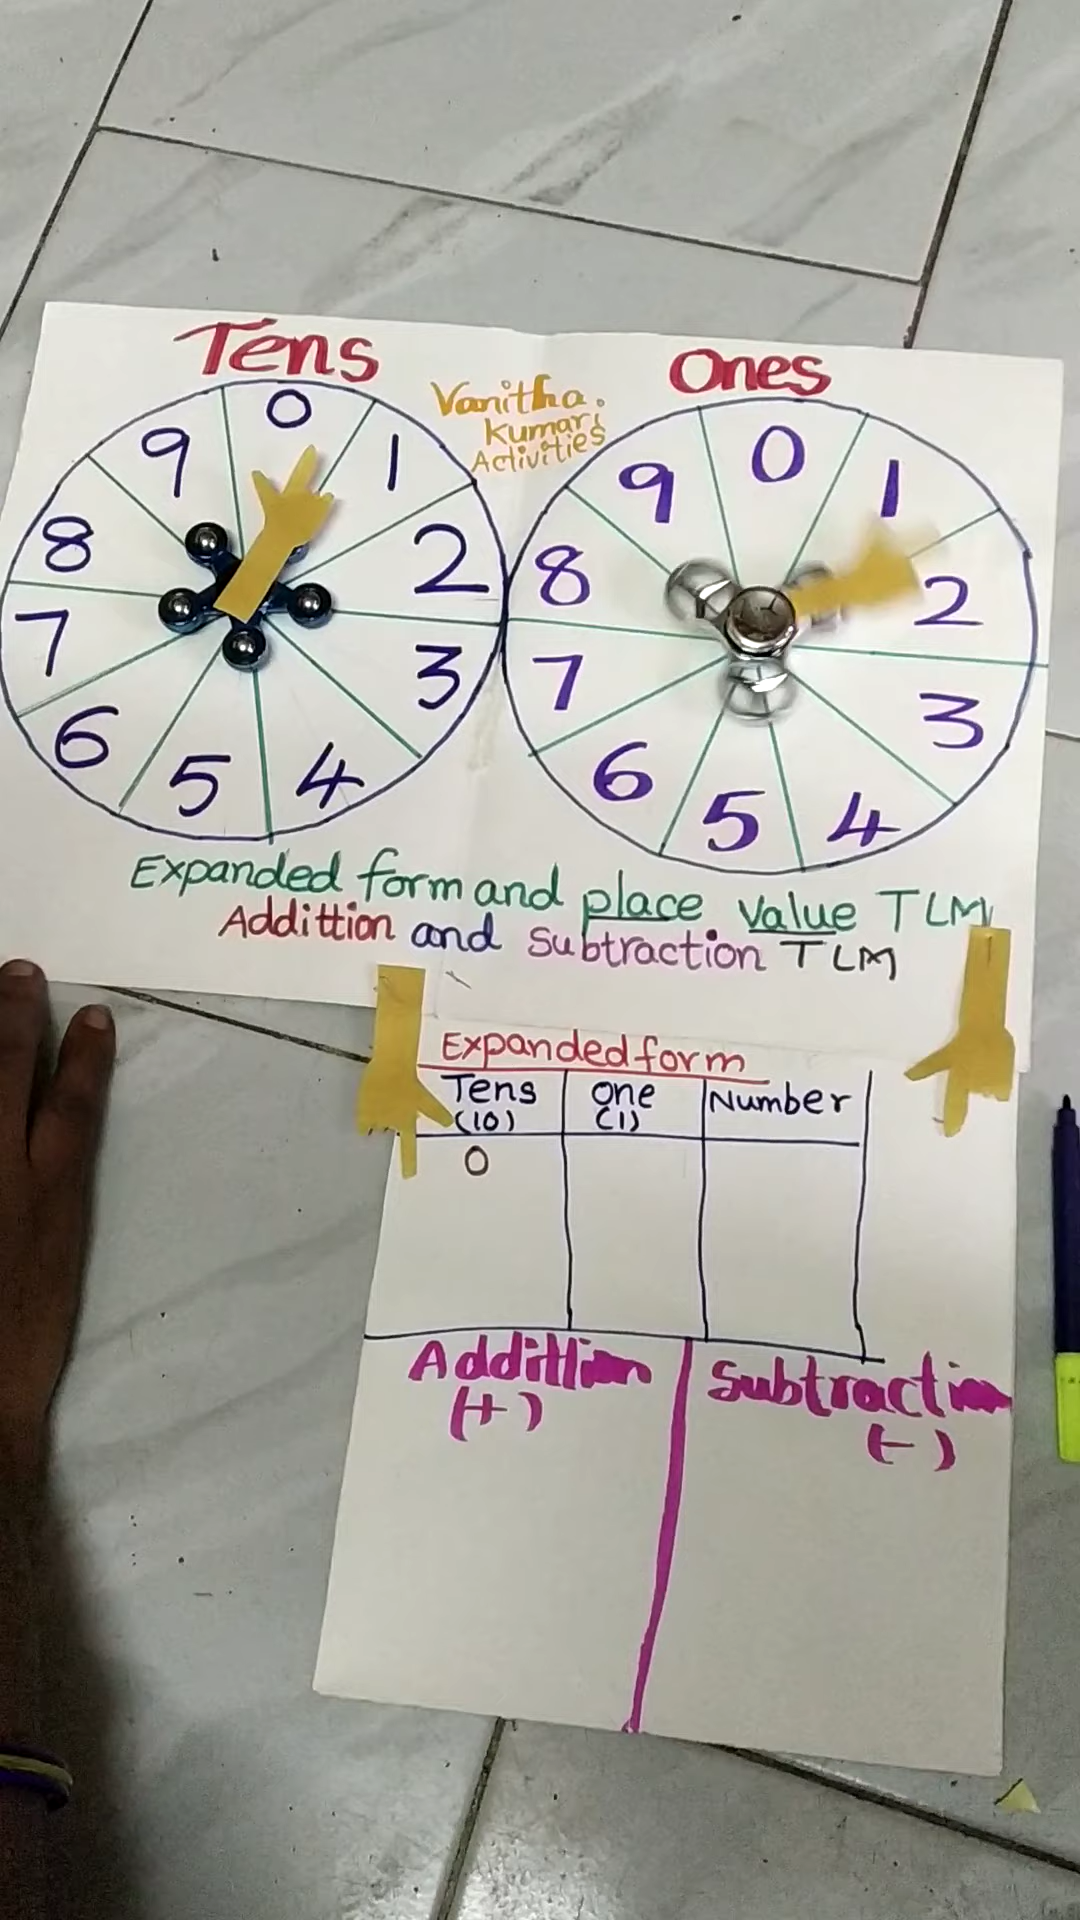 Tens
Ones
Vanitha.
Kumari
Activities
0
1
2
3
4
5
6
7
8
9
0
1
2
3
4
5
6
7
8
9
Expanded form and place value TLM
Addittion and Subtraction TLM
Expanded form
Tens (10)
one (1)
Number
0
Addittion (+)
Subtraction (-)